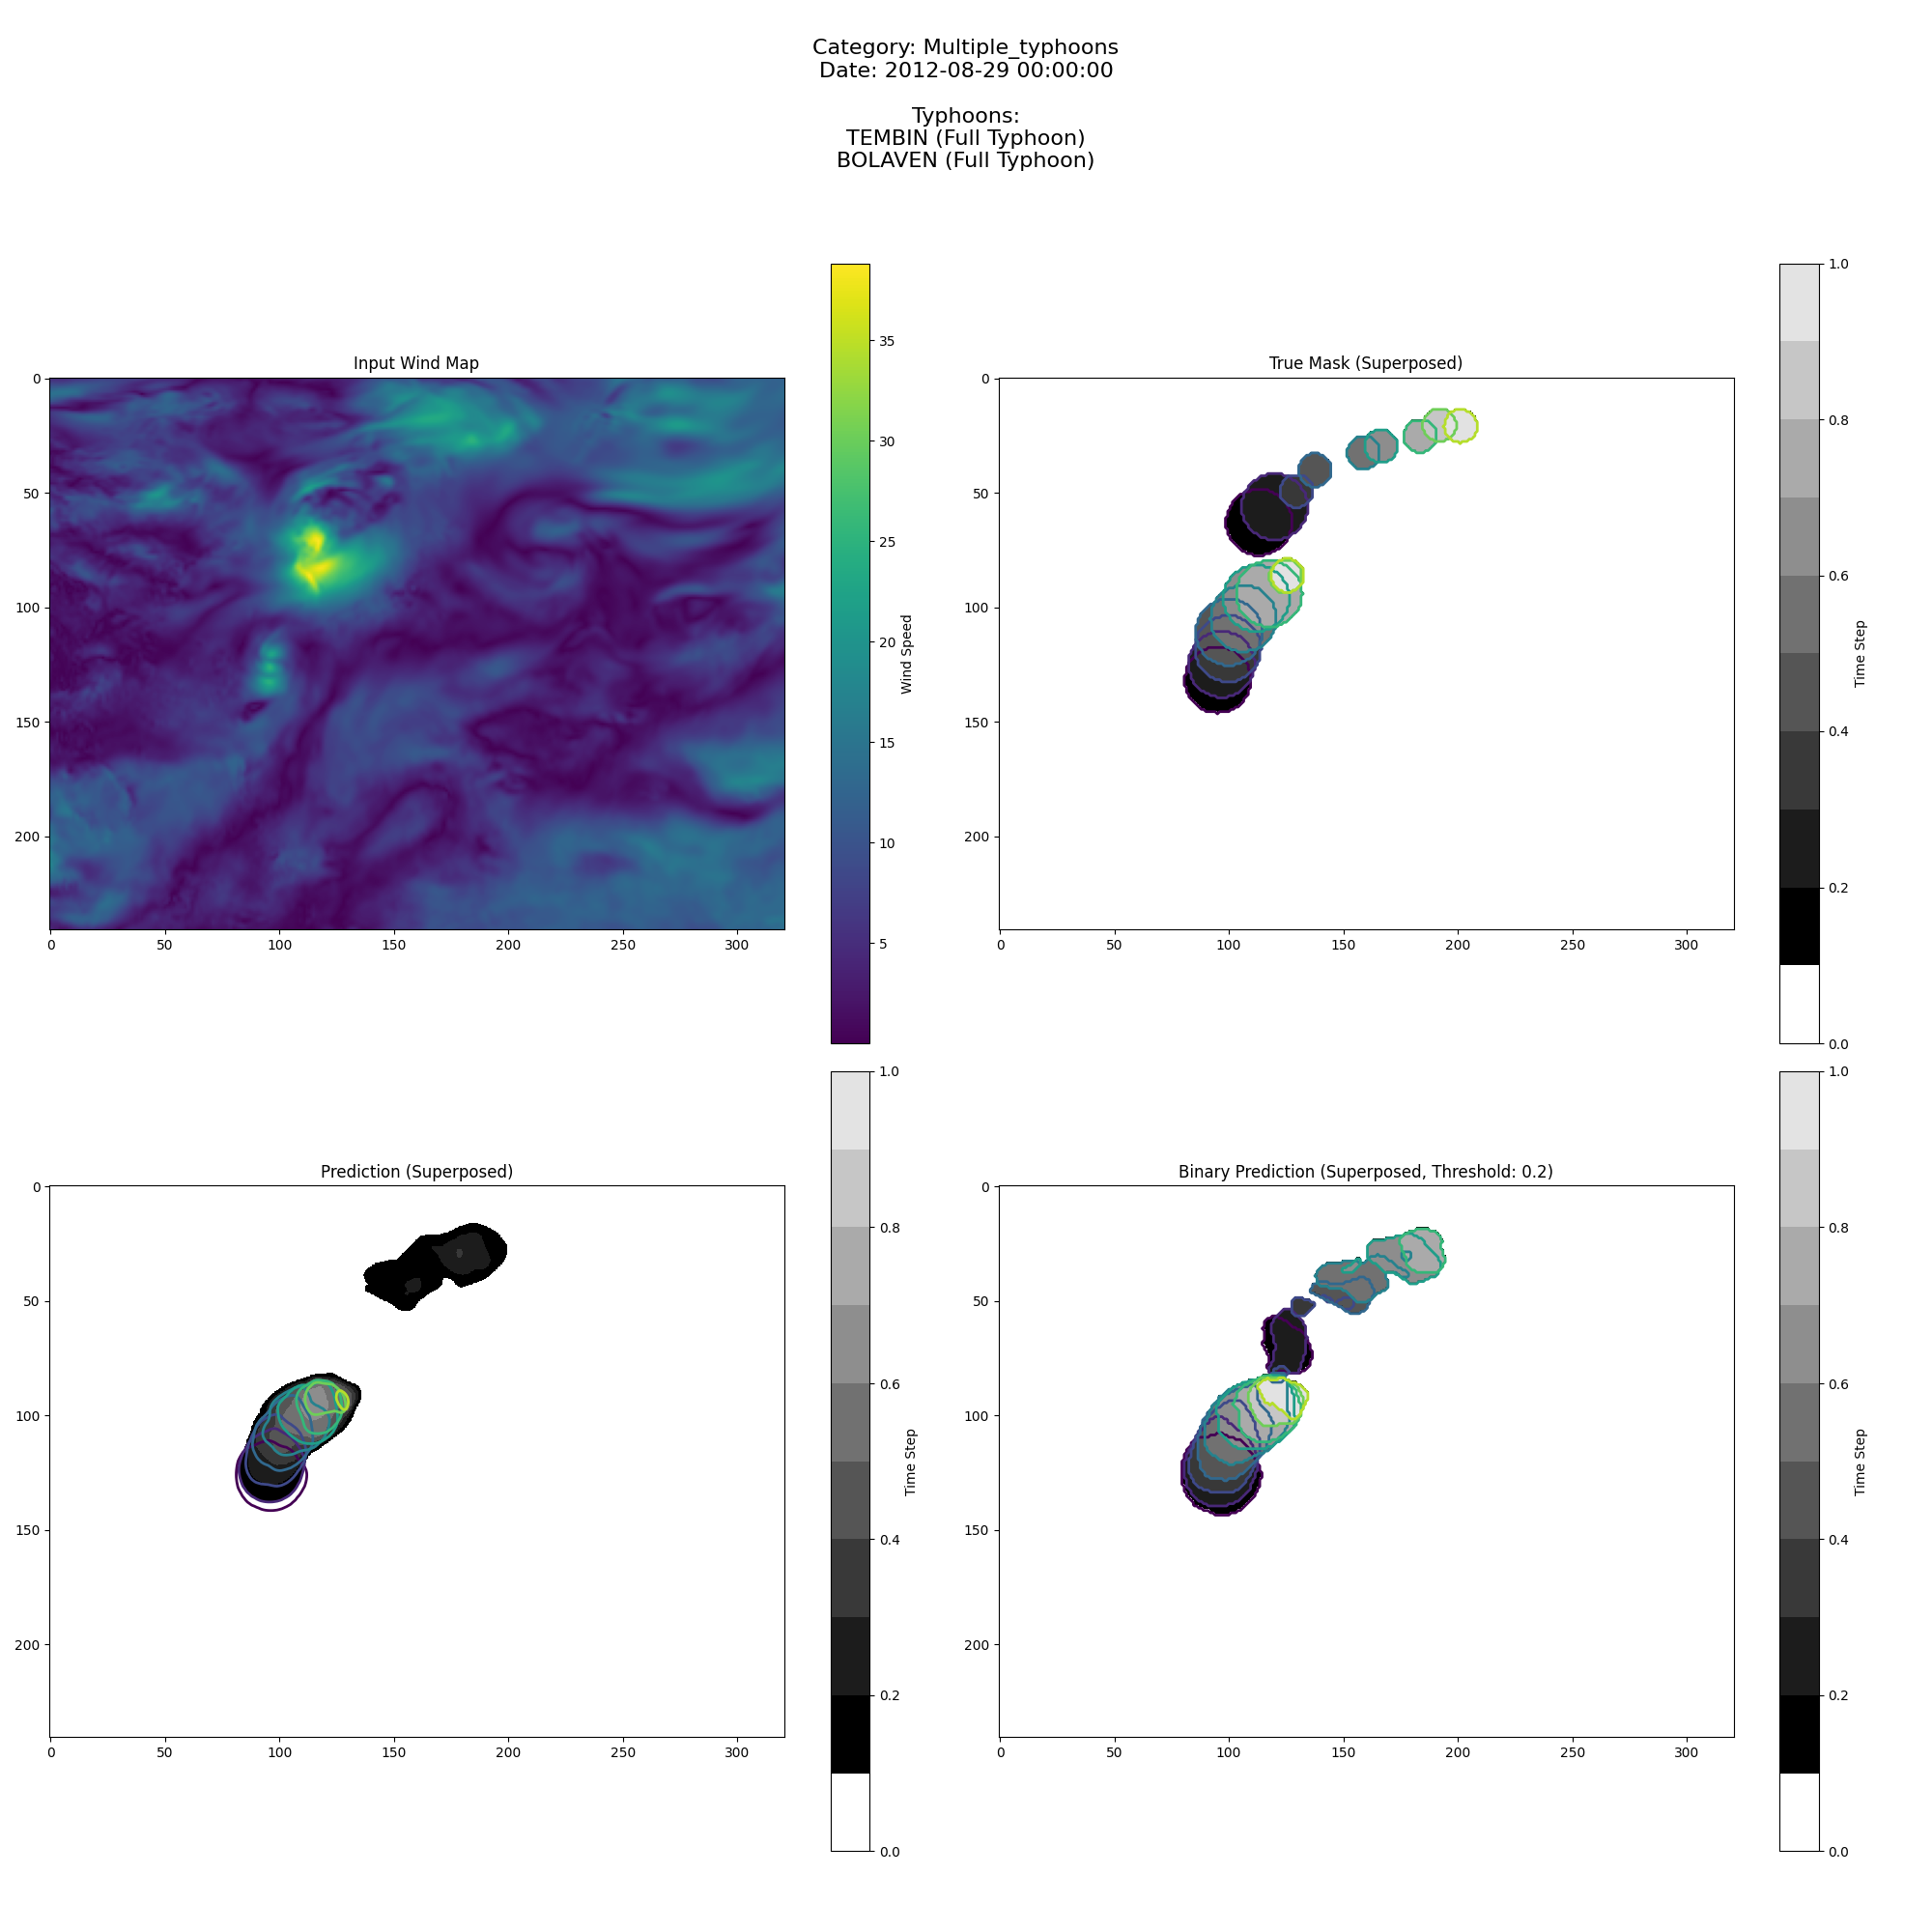 Category: Multiple_typhoons
Date: 2012-08-29 00:00:00
Typhoons:
TEMBIN (Full Typhoon)
BOLAVEN (Full Typhoon)
Input Wind Map
0
50
100
150
200
0 50 100 150 200 250 300
35
30
25
20
15
10
5
Wind Speed
True Mask (Superposed)
0
50
100
150
200
0 50 100 150 200 250 300
1.0
0.8
0.6
0.4
0.2
0.0
Time Step
Prediction (Superposed)
0
50
100
150
200
0 50 100 150 200 250 300
1.0
0.8
0.6
0.4
0.2
0.0
Time Step
Binary Prediction (Superposed, Threshold: 0.2)
0
50
100
150
200
0 50 100 150 200 250 300
1.0
0.8
0.6
0.4
0.2
0.0
Time Step